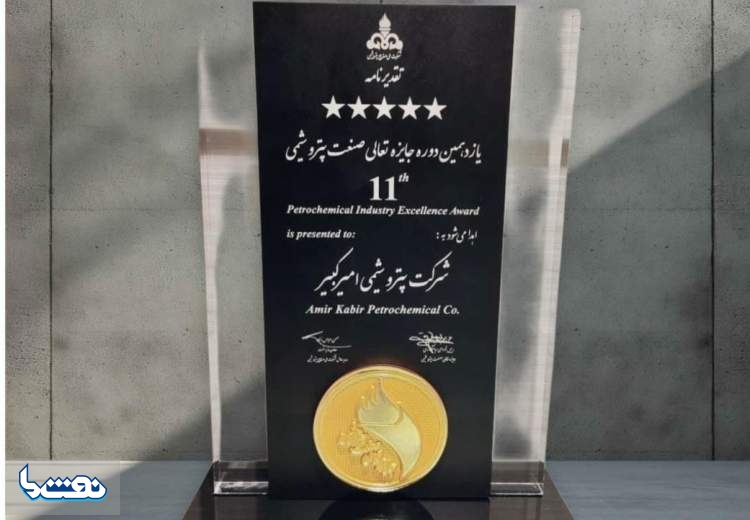 تقدیرنامه
یازدهمین دوره جایزه تعالی صنعت پتروشیمی
11th
Petrochemical Industry Excellence Award
is presented to:
اهدا می‌شود به:
شرکت پتروشیمی امیرکبیر
Amir Kabir Petrochemical Co.
نفت‌ما